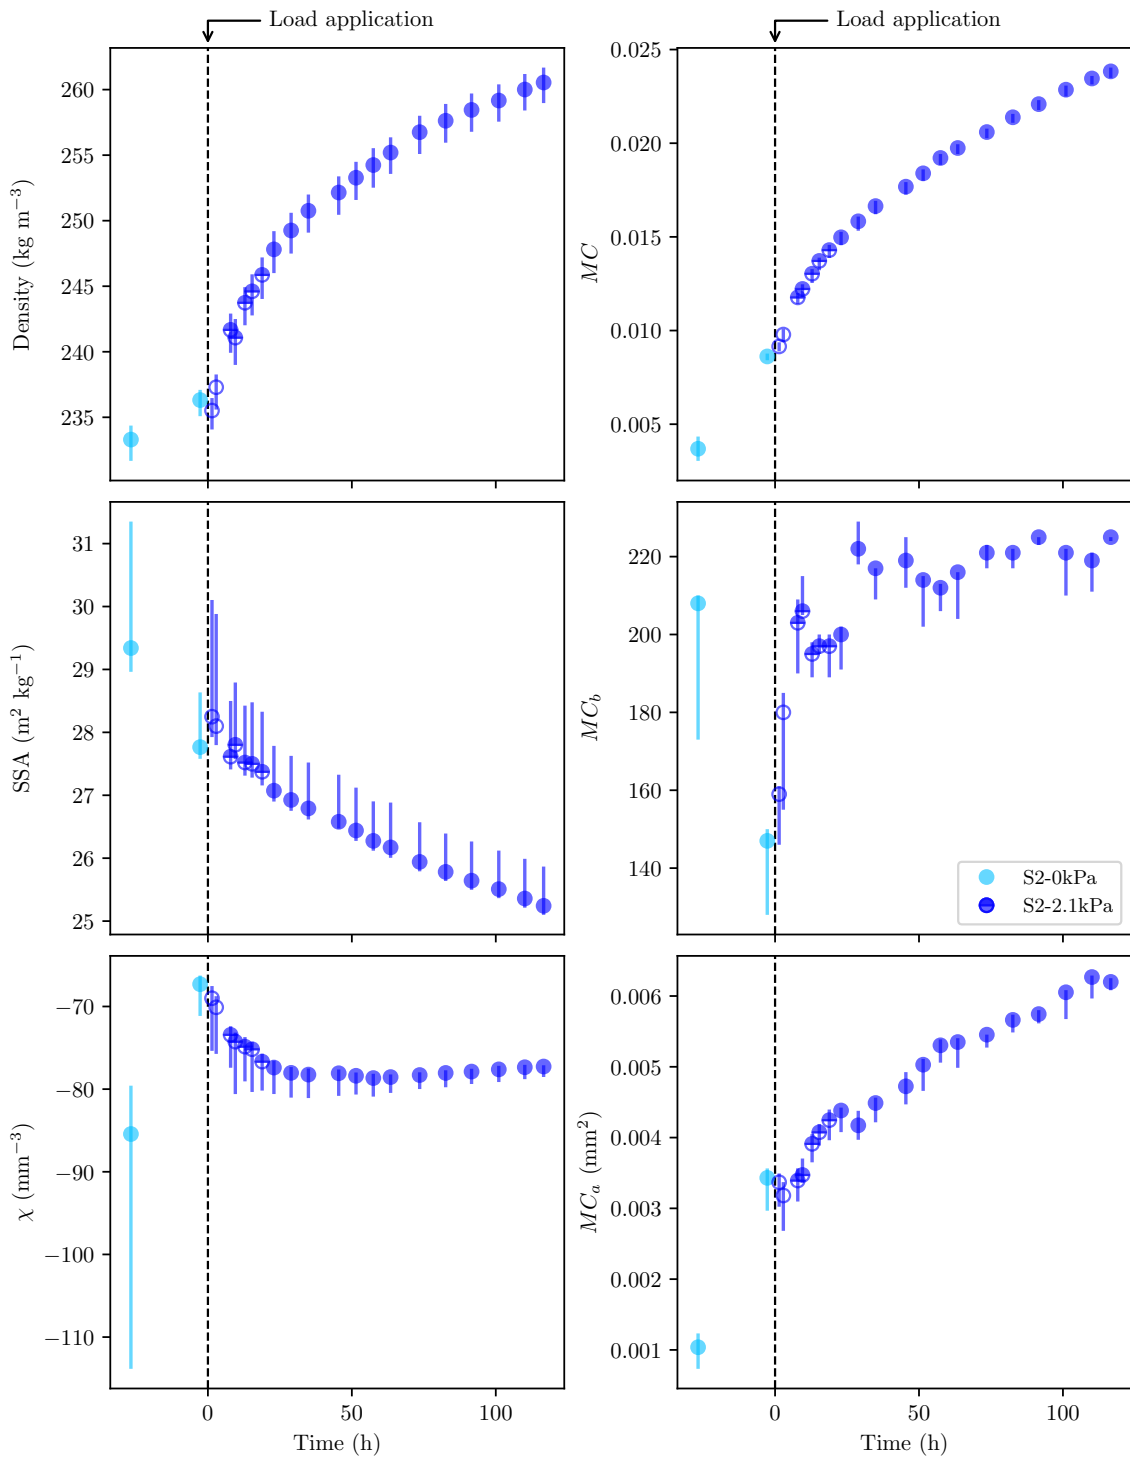 Load application
Load application
Density (kg m⁻³)
260
255
250
245
240
235
MC
0.025
0.020
0.015
0.010
0.005
SSA (m² kg⁻¹)
31
30
29
28
27
26
25
MC_b
220
200
180
160
140
S2-0kPa
S2-2.1kPa
χ (mm⁻³)
−70
−80
−90
−100
−110
0 50 100
Time (h)
MC_a (mm²)
0.006
0.005
0.004
0.003
0.002
0.001
0 50 100
Time (h)